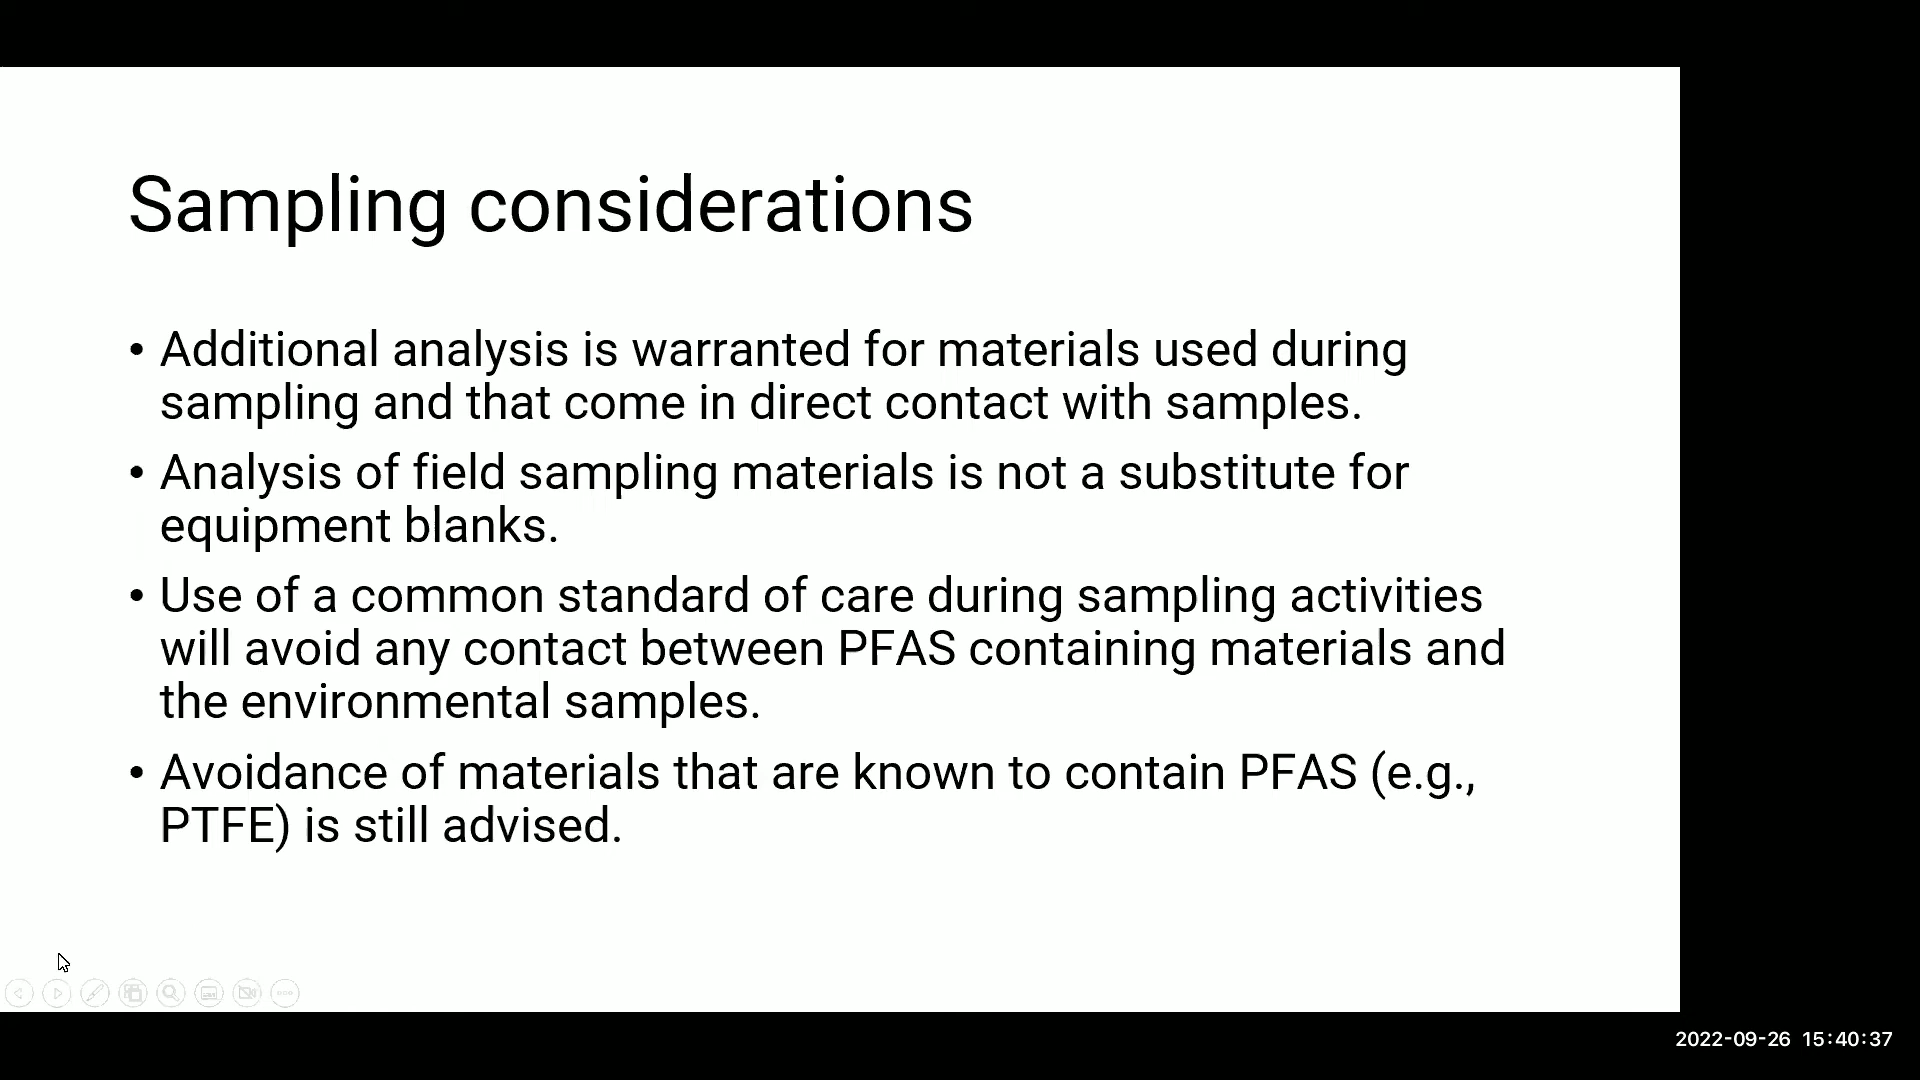 Sampling considerations
• Additional analysis is warranted for materials used during
sampling and that come in direct contact with samples.
• Analysis of field sampling materials is not a substitute for
equipment blanks.
• Use of a common standard of care during sampling activities
will avoid any contact between PFAS containing materials and
the environmental samples.
• Avoidance of materials that are known to contain PFAS (e.g.,
PTFE) is still advised.
2022-09-26 15:40:37